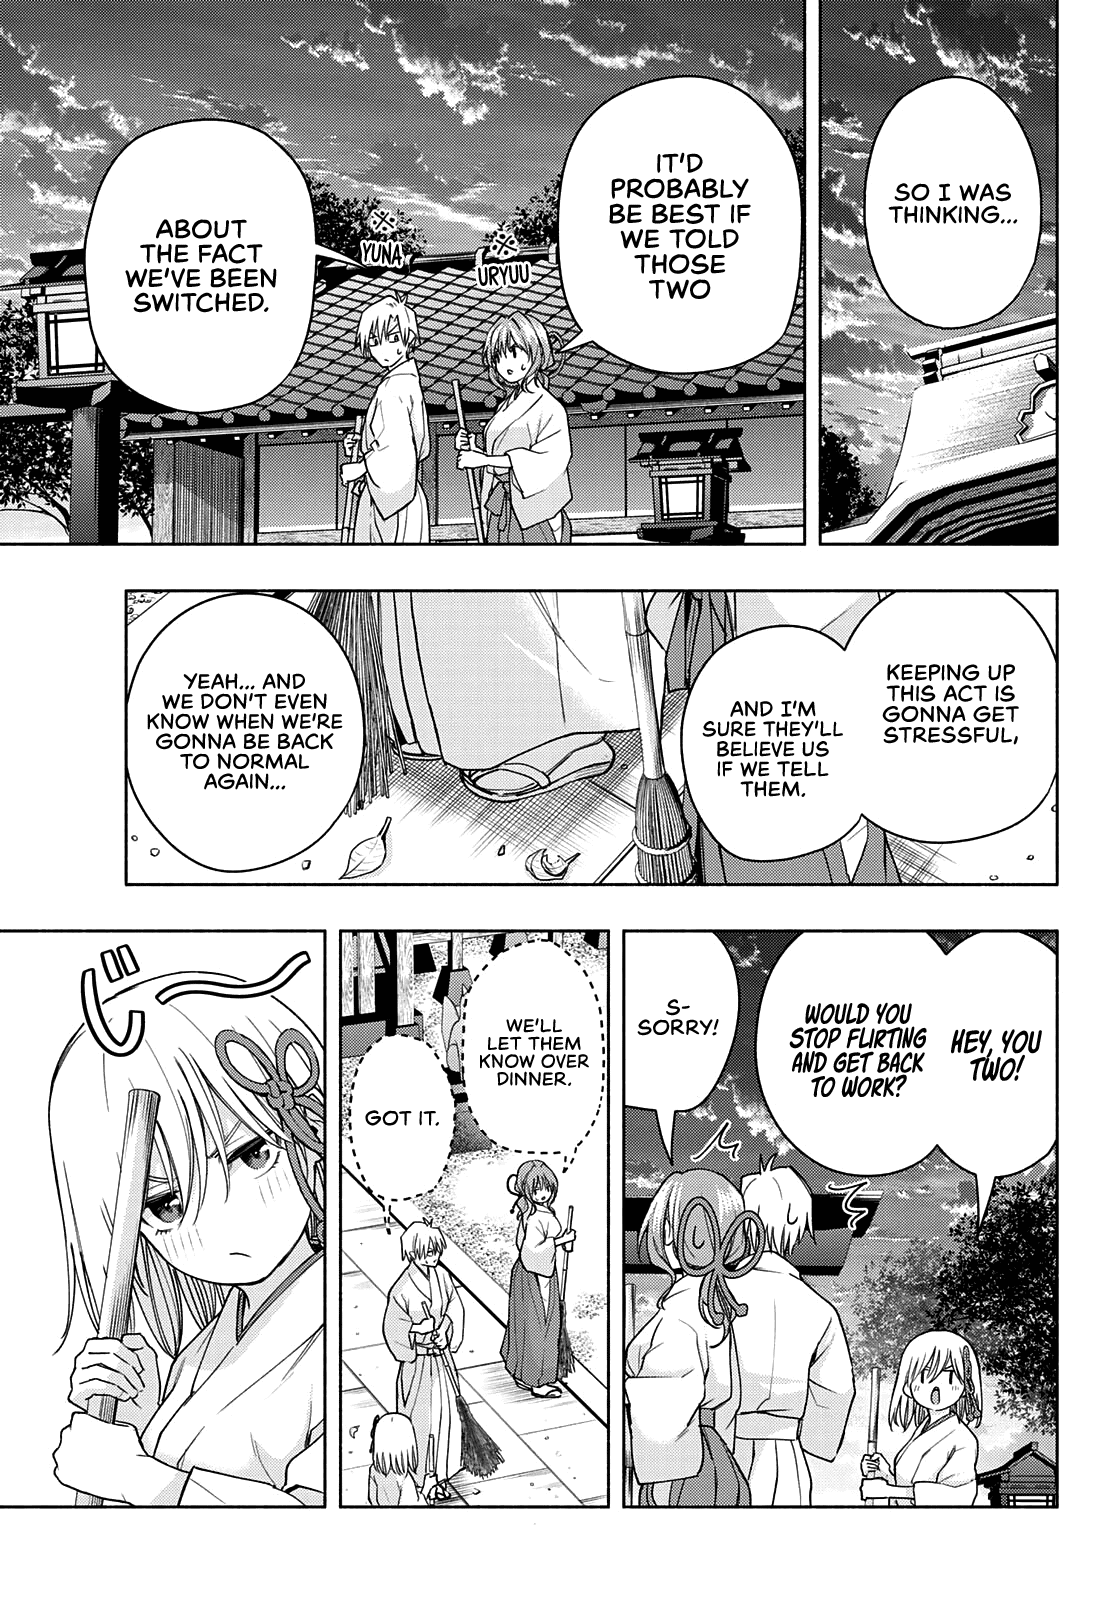 SO I WAS
THINKING...
IT'D
PROBABLY
BE BEST IF
WE TOLD
THOSE
TWO
※
URYUU
※
YUNA
ABOUT
THE FACT
WE'VE BEEN
SWITCHED.
KEEPING UP
THIS ACT IS
GONNA GET
STRESSFUL,
AND I'M
SURE THEY'LL
BELIEVE US
IF WE TELL
THEM.
YEAH... AND
WE DON'T EVEN
KNOW WHEN WE'RE
GONNA BE BACK
TO NORMAL
AGAIN...
HEY, YOU
TWO!
WOULD YOU
STOP FLIRTING
AND GET BACK
TO WORK?
S-
SORRY!
WE'LL
LET THEM
KNOW OVER
DINNER.
GOT IT.
じー